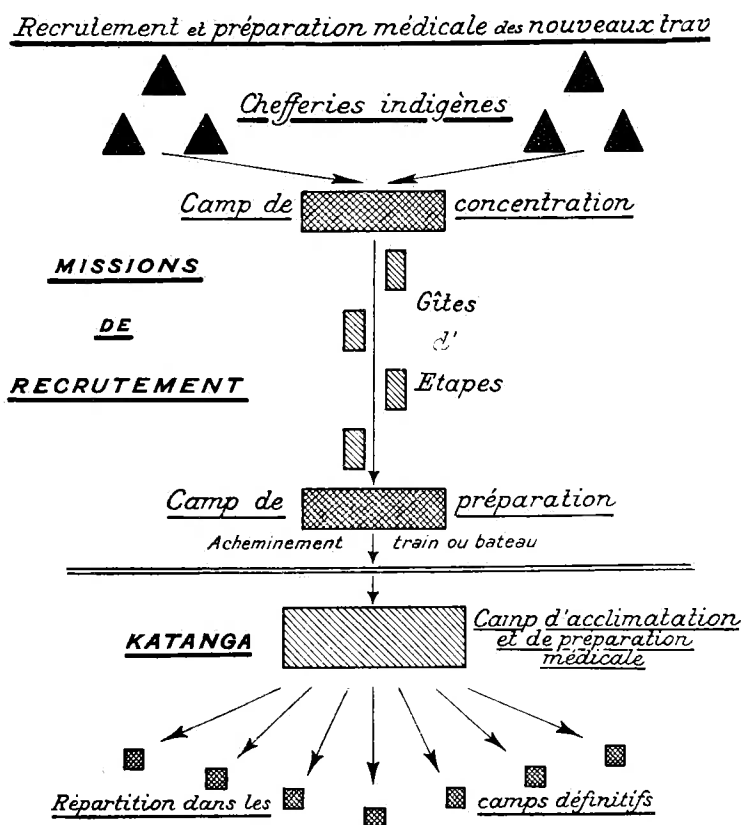 Recrutement et préparation médicale des nouveaux trav
Chefferies indigènes
Camp de concentration
MISSIONS
DE
RECRUTEMENT
Gîtes
d'
Etapes
Camp de préparation
Acheminement train ou bateau
KATANGA
Camp d'acclimatation
et de préparation
médicale
Répartition dans les camps définitifs